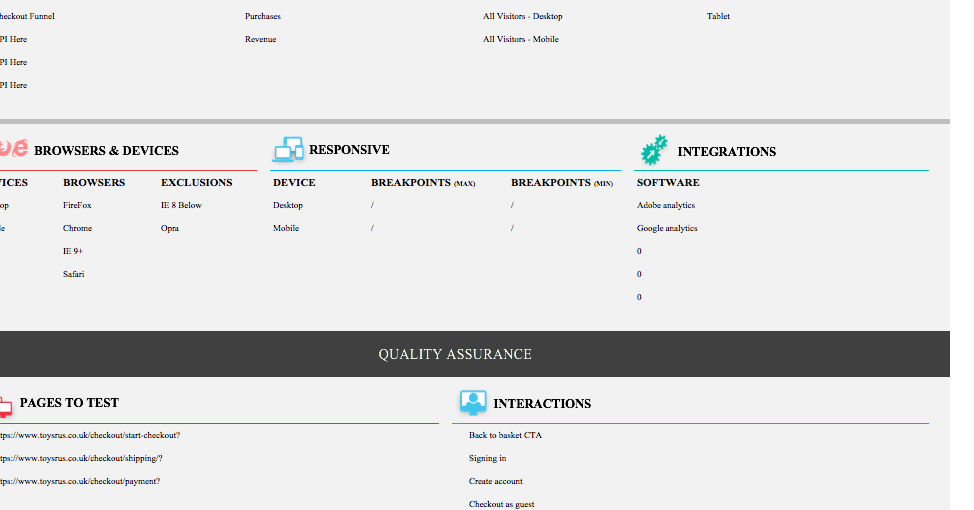 heckout Funnel Purchases All Visitors - Desktop Tablet
PI Here Revenue All Visitors - Mobile
PI Here
PI Here
BROWSERS & DEVICES RESPONSIVE INTEGRATIONS
ICES BROWSERS EXCLUSIONS DEVICE BREAKPOINTS (MAX) BREAKPOINTS (MIN) SOFTWARE
op FireFox IE 8 Below Desktop / / Adobe analytics
le Chrome Opra Mobile / / Google analytics
IE 9+ 0
Safari 0
0
QUALITY ASSURANCE
PAGES TO TEST INTERACTIONS
tps://www.toysrus.co.uk/checkout/start-checkout? Back to basket CTA
tps://www.toysrus.co.uk/checkout/shipping/? Signing in
tps://www.toysrus.co.uk/checkout/payment? Create account
Checkout as guest